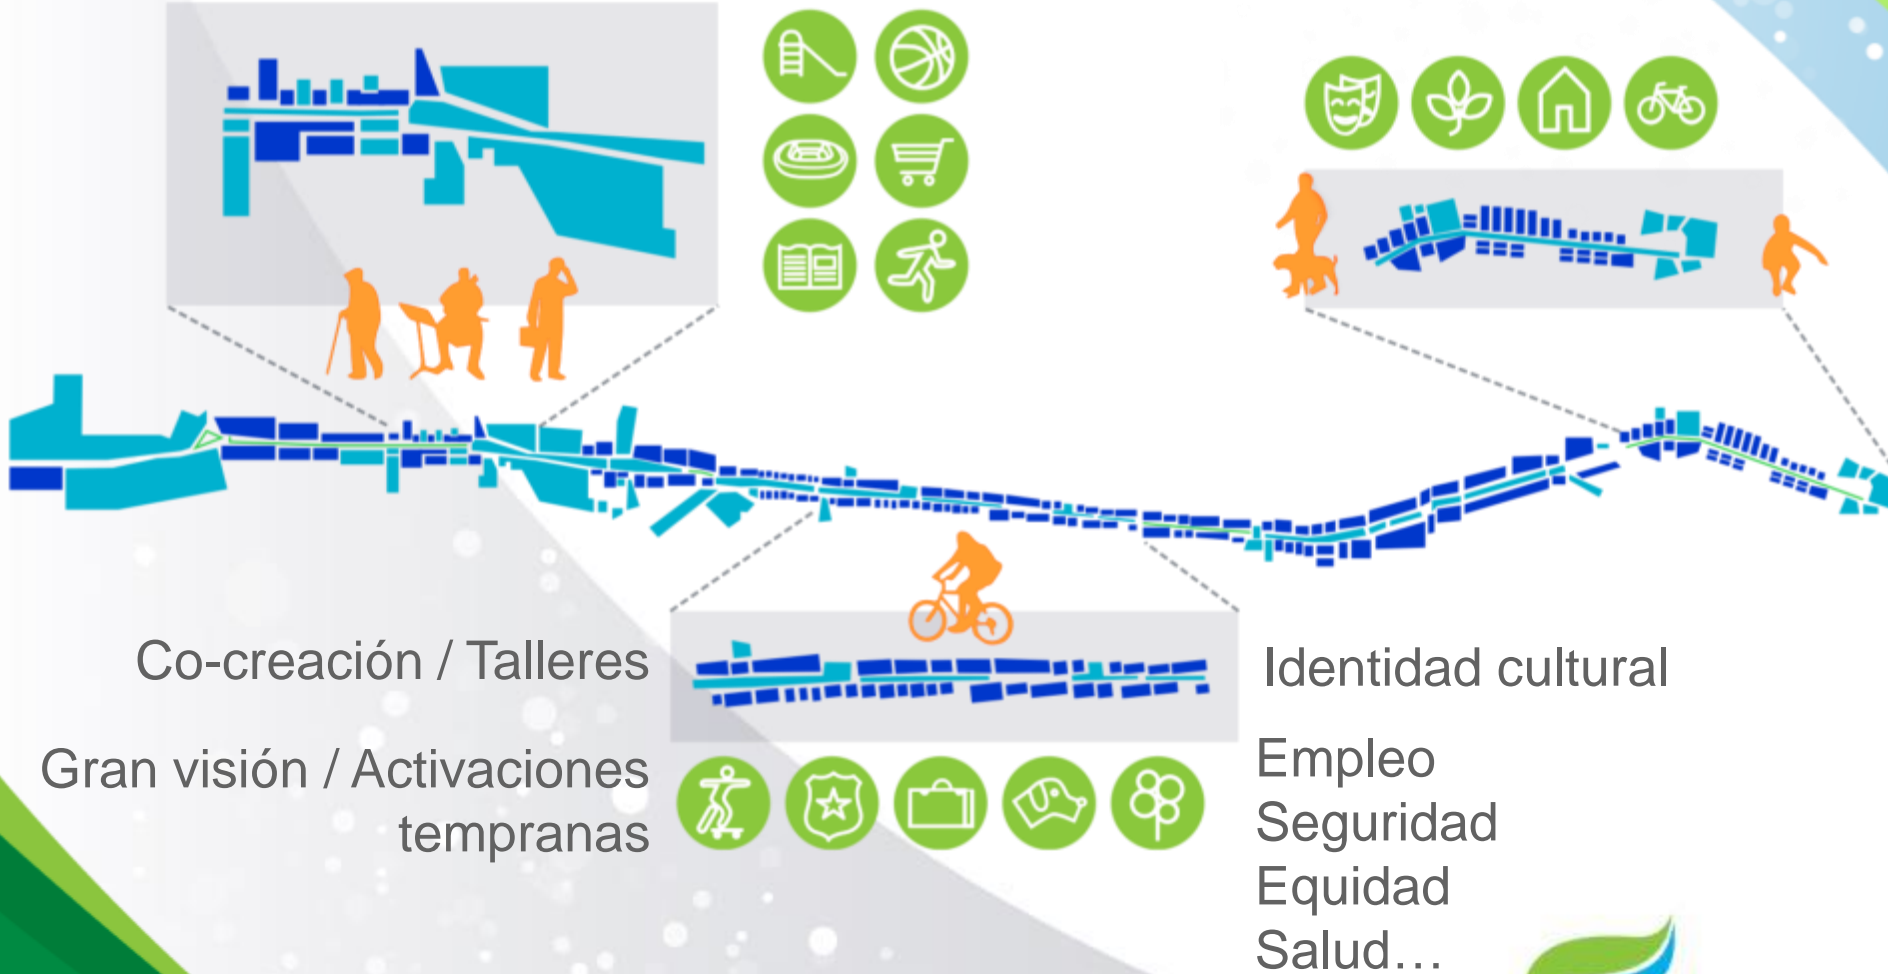 Co-creación / Talleres
Gran visión / Activaciones
tempranas
Identidad cultural
Empleo
Seguridad
Equidad
Salud…